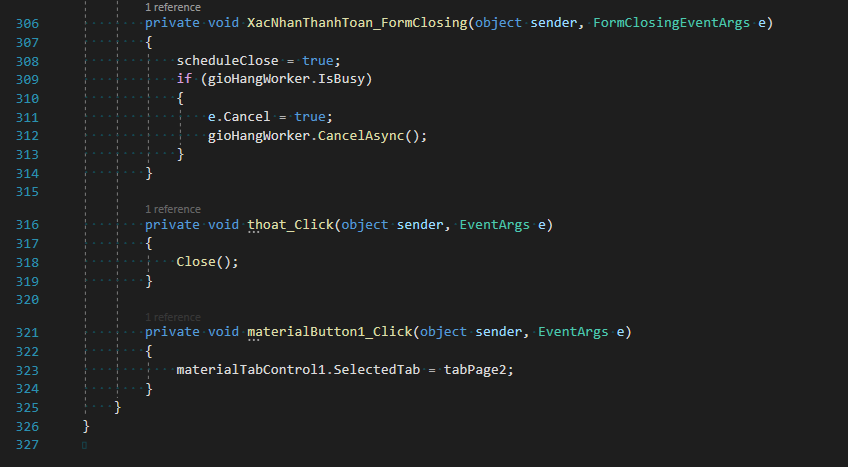 1 reference
306 private void XacNhanThanhToan_FormClosing(object sender, FormClosingEventArgs e)
307 {
308 scheduleClose = true;
309 if (gioHangWorker.IsBusy)
310 {
311 e.Cancel = true;
312 gioHangWorker.CancelAsync();
313 }
314 }
315
1 reference
316 private void thoat_Click(object sender, EventArgs e)
317 {
318 Close();
319 }
320
1 reference
321 private void materialButton1_Click(object sender, EventArgs e)
322 {
323 materialTabControl1.SelectedTab = tabPage2;
324 }
325 }
326 }
327